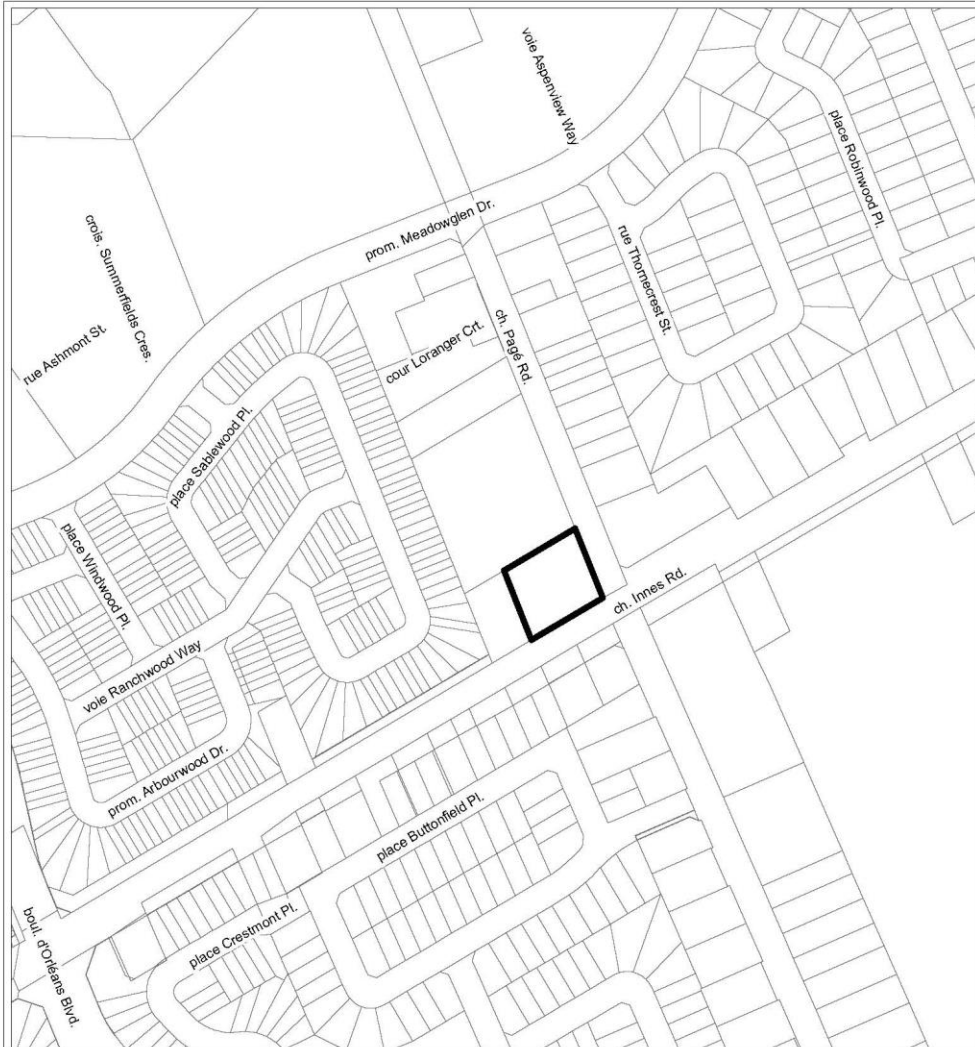 voie Aspenview Way
place Robinwood Pl.
prom. Meadowglen Dr.
crois. Summerfields Cres.
rue Thornecrest St.
rue Ashmont St.
ch. Pagé Rd.
cour Loranger Crt.
place Sablewood Pl.
place Windwood Pl.
ch. Innes Rd.
voie Ranchwood Way
prom. Arbourwood Dr.
place Buttonfield Pl.
place Crestmont Pl.
boul. d'Orléans Blvd.